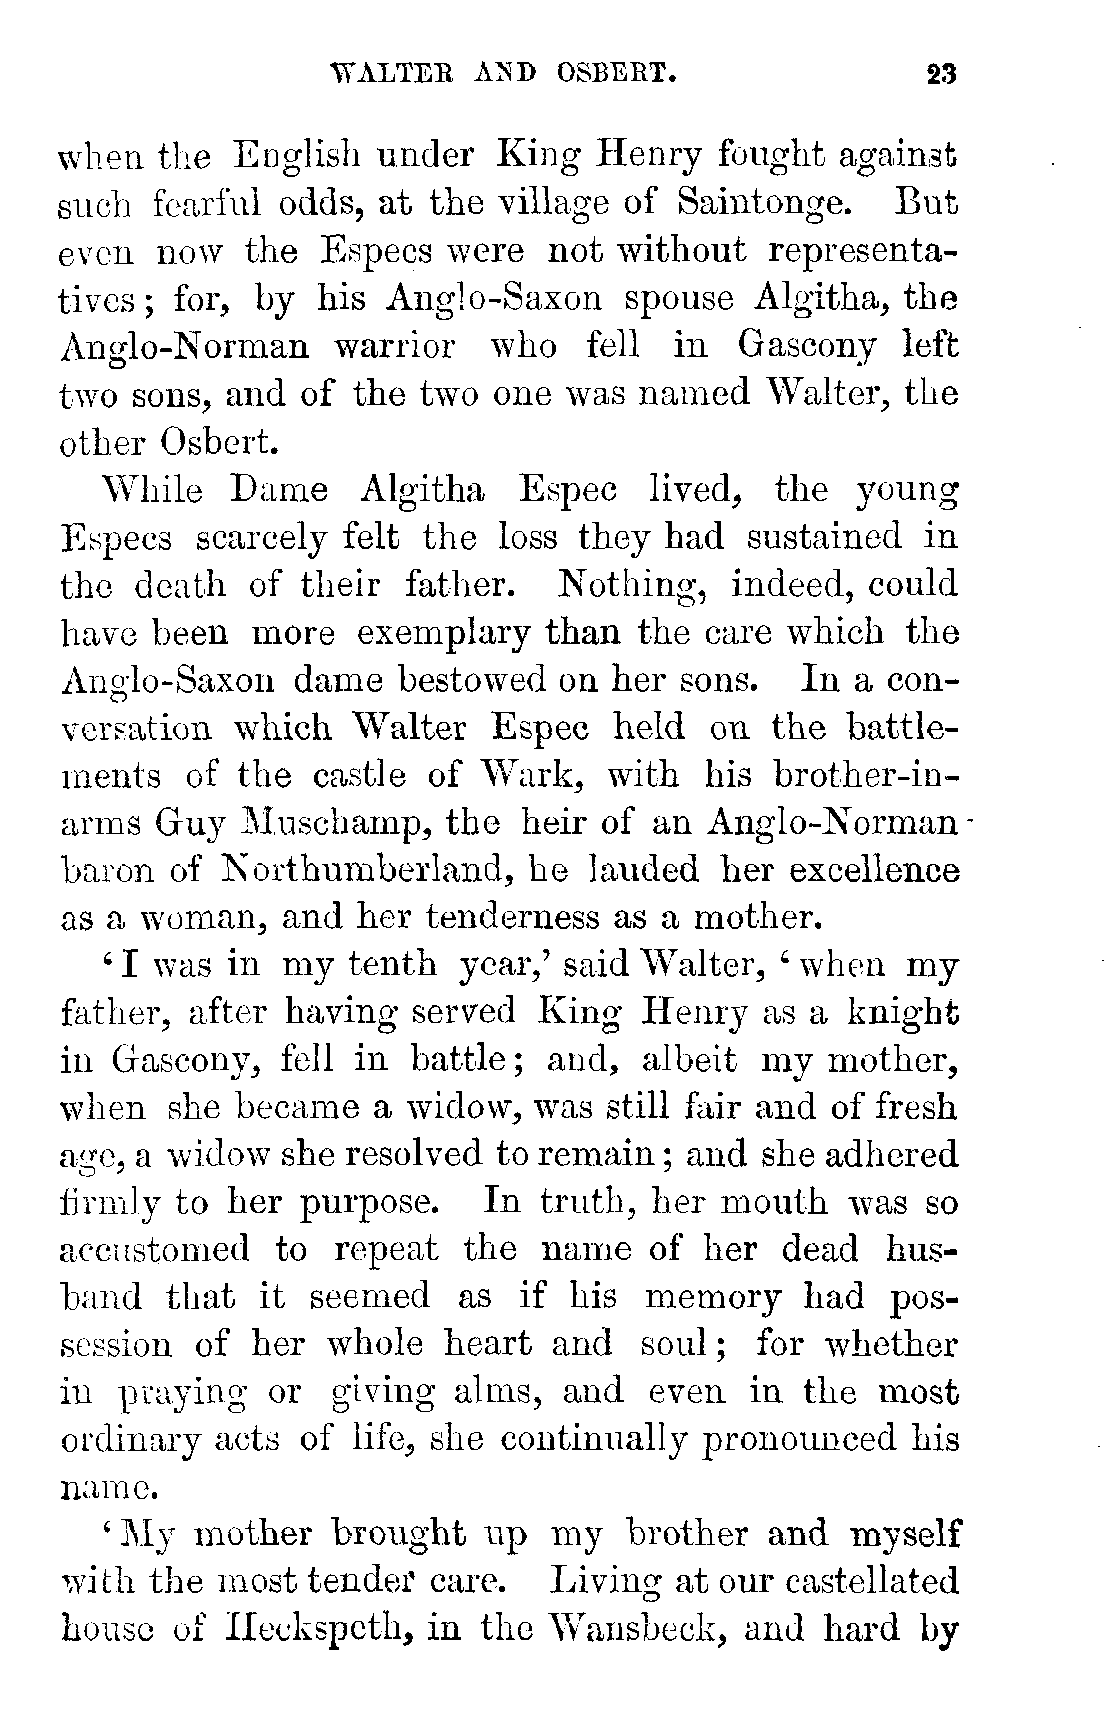 WALTER AND OSBERT. 23
when the English under King Henry fought against
such fearful odds, at the village of Saintonge. But
even now the Especs were not without representa-
tives; for, by his Anglo-Saxon spouse Algitha, the
Anglo-Norman warrior who fell in Gascony left
two sons, and of the two one was named Walter, the
other Osbert.
While Dame Algitha Espec lived, the young
Especs scarcely felt the loss they had sustained in
the death of their father. Nothing, indeed, could
have been more exemplary than the care which the
Anglo-Saxon dame bestowed on her sons. In a con-
versation which Walter Espec held on the battle-
ments of the castle of Wark, with his brother-in-
arms Guy Muschamp, the heir of an Anglo-Norman
baron of Northumberland, he lauded her excellence
as a woman, and her tenderness as a mother.
‘I was in my tenth year,’ said Walter, ‘when my
father, after having served King Henry as a knight
in Gascony, fell in battle; and, albeit my mother,
when she became a widow, was still fair and of fresh
age, a widow she resolved to remain; and she adhered
firmly to her purpose. In truth, her mouth was so
accustomed to repeat the name of her dead hus-
band that it seemed as if his memory had pos-
session of her whole heart and soul; for whether
in praying or giving alms, and even in the most
ordinary acts of life, she continually pronounced his
name.
‘My mother brought up my brother and myself
with the most tender care. Living at our castellated
house of Heckspeth, in the Wansbeck, and hard by